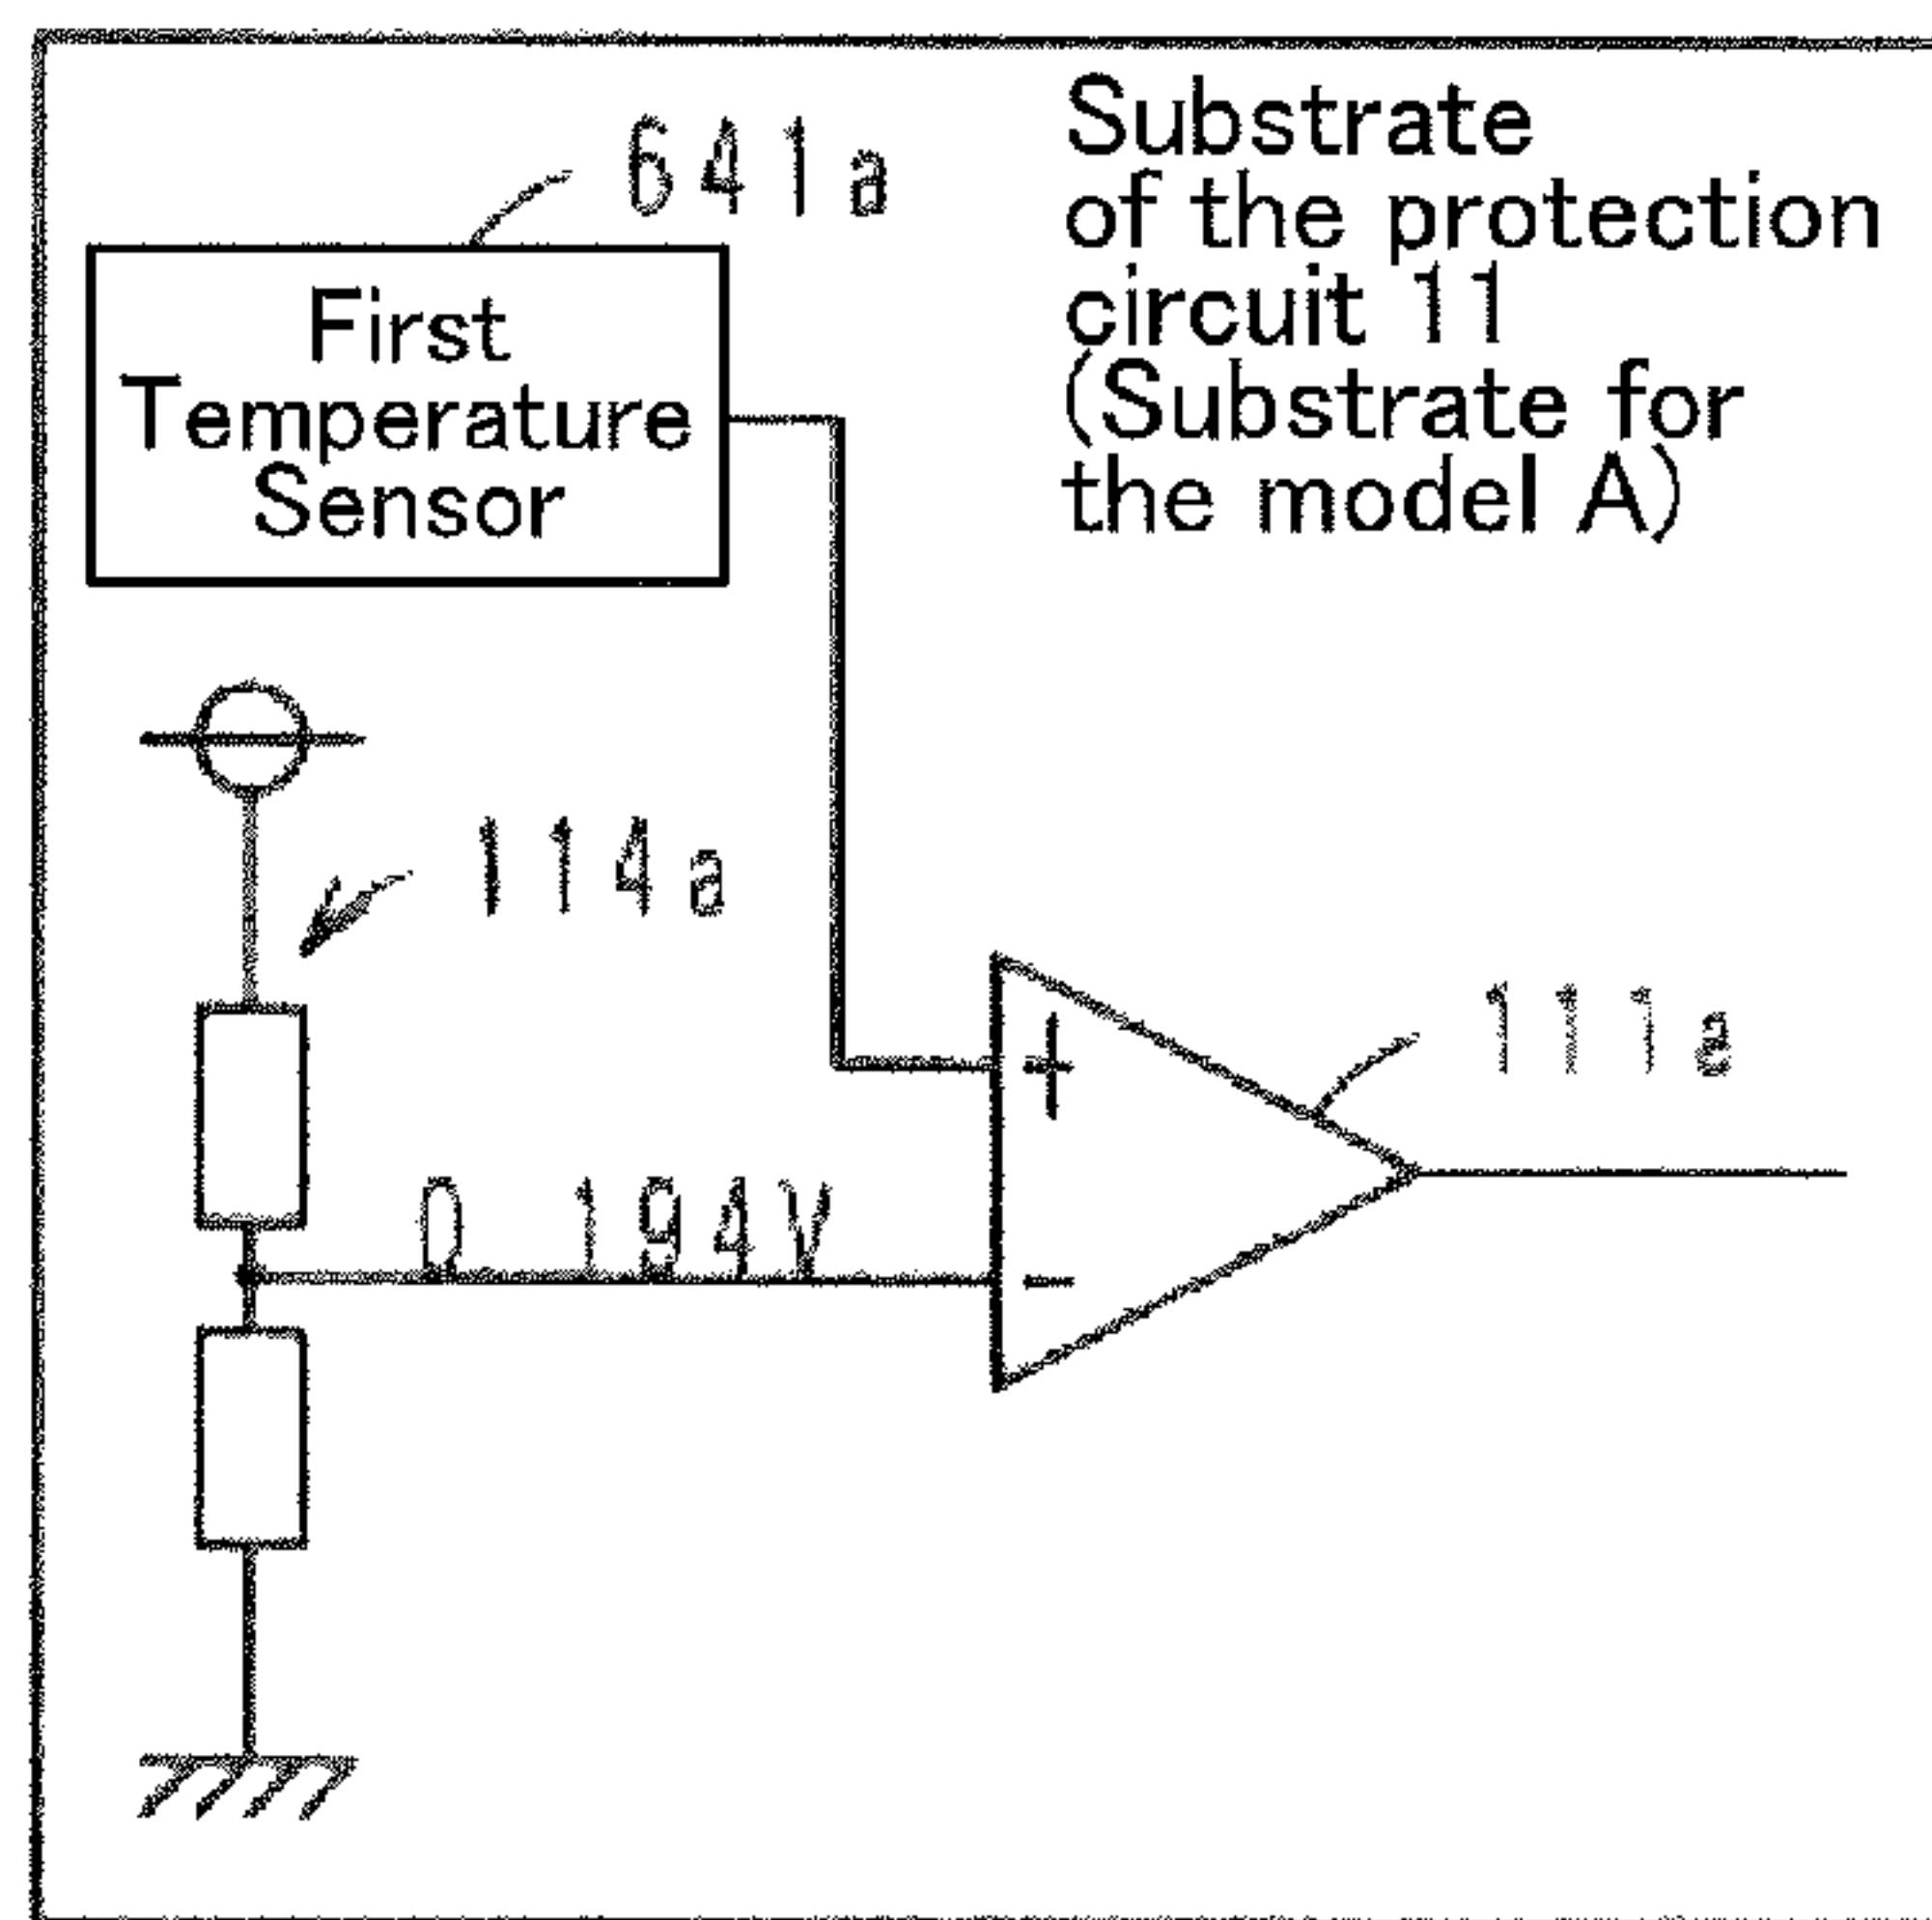 641a
Substrate
of the protection
circuit 11
(Substrate for
the model A)
First
Temperature
Sensor
114a
111a
0.194V
+
-